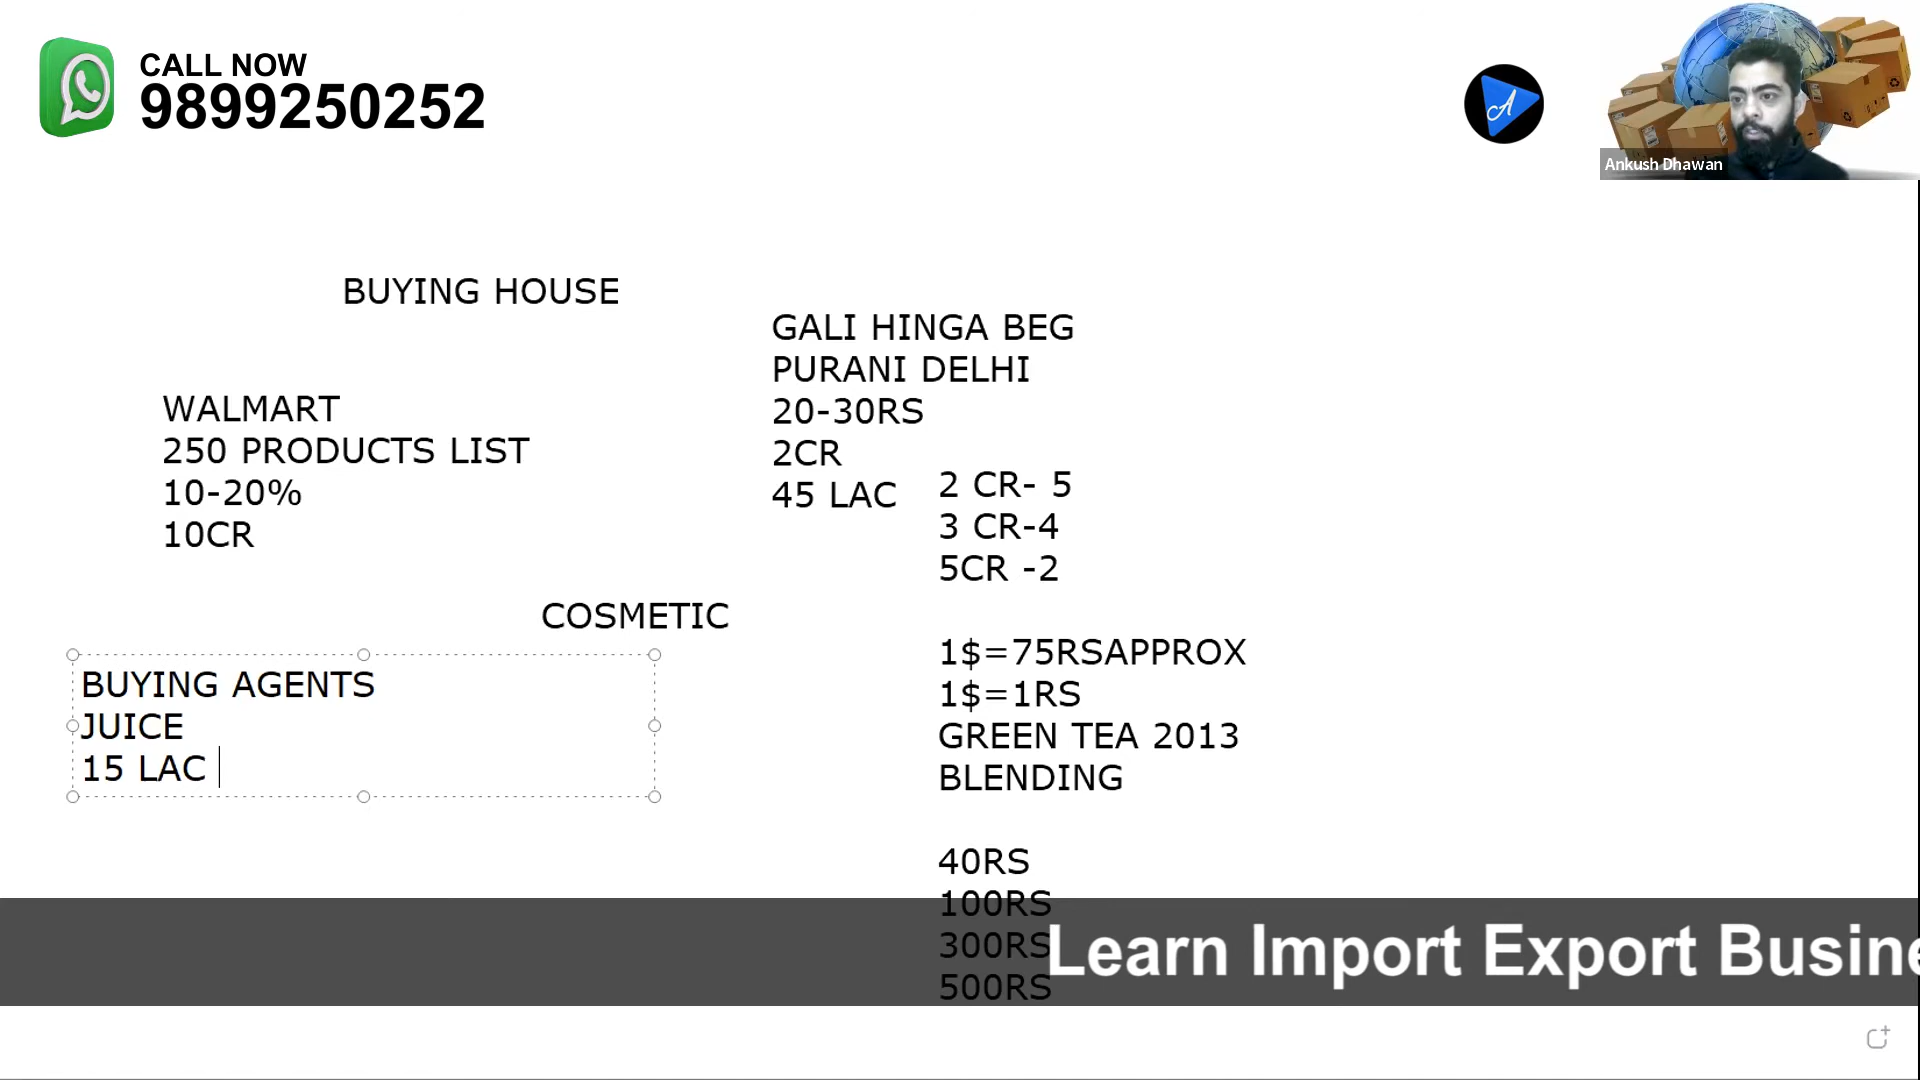 CALL NOW
9899250252
A
Ankush Dhawan
BUYING HOUSE
WALMART
250 PRODUCTS LIST
10-20%
10CR
GALI HINGA BEG
PURANI DELHI
20-30RS
2CR
45 LAC
2 CR- 5
3 CR-4
5CR -2
1$=75RSAPPROX
1$=1RS
GREEN TEA 2013
BLENDING
40RS
100RS
300RS
500RS
COSMETIC
BUYING AGENTS
JUICE
15 LAC
Learn Import Export Busine